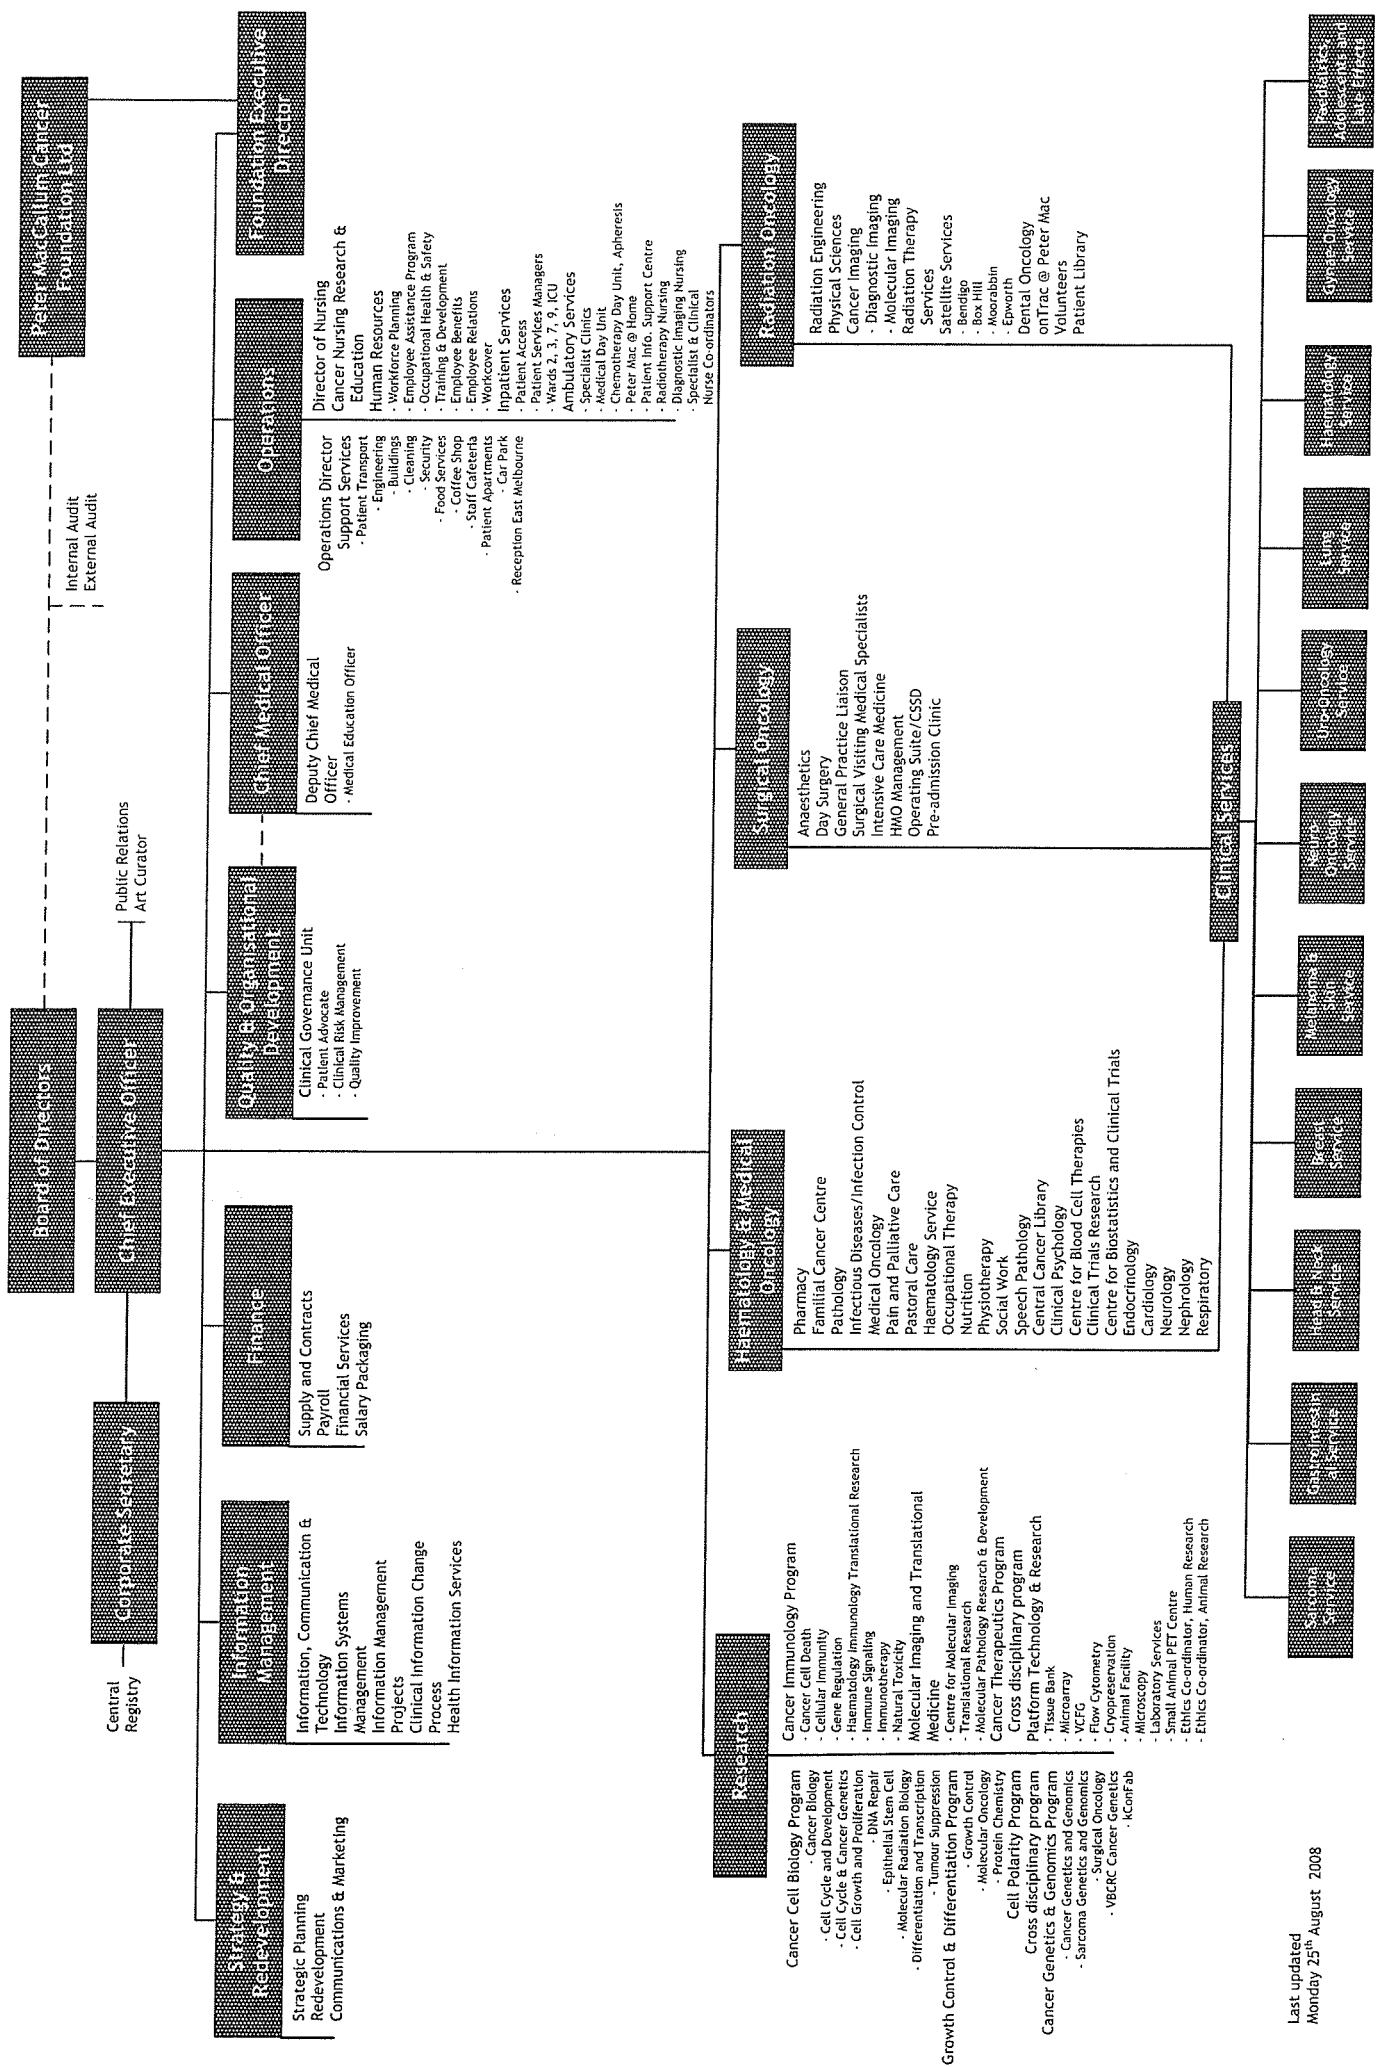 Board of Directors
Peter MacCallum Cancer
Foundation Ltd
Internal Audit
External Audit
Central
Registry
Corporate Secretary
Chief Executive Officer
Public Relations
Art Curator
Strategy &
Redevelopment
Strategic Planning
Redevelopment
Communications & Marketing
Information
Management
Information, Communication &
Technology
Information Systems
Management
Information Management
Projects
Clinical Information Change
Process
Health Information Services
Finance
Supply and Contracts
Payroll
Financial Services
Salary Packaging
Quality & Organisational
Development
Clinical Governance Unit
- Patient Advocate
- Clinical Risk Management
- Quality Improvement
Chief Medical Officer
Deputy Chief Medical
Officer
- Medical Education Officer
Operations
Operations Director
Support Services
- Patient Transport
- Engineering
- Buildings
- Cleaning
- Security
- Food Services
- Coffee Shop
- Staff Cafeteria
- Patient Apartments
- Car Park
- Reception East Melbourne
Director of Nursing
Cancer Nursing Research &
Education
Human Resources
- Workforce Planning
- Employee Assistance Program
- Occupational Health & Safety
- Training & Development
- Employee Benefits
- Employee Relations
- Workcover
Inpatient Services
- Patient Access
- Patient Services Managers
- Wards 2, 3, 7, 9, ICU
Ambulatory Services
- Specialist Clinics
- Medical Day Unit
- Chemotherapy Day Unit, Apheresis
- Peter Mac @ Home
- Patient Info. Support Centre
- Radiotherapy Nursing
- Diagnostic Imaging Nursing
- Specialist & Clinical
Nurse Co-ordinators
Foundation Executive
Director
Research
Cancer Cell Biology Program
- Cancer Biology
- Cell Cycle and Development
- Cell Cycle & Cancer Genetics
- Cell Growth and Proliferation
- DNA Repair
- Epithelial Stem Cell
- Molecular Radiation Biology
- Differentiation and Transcription
- Tumour Suppression
Growth Control & Differentiation Program
- Growth Control
- Molecular Oncology
- Protein Chemistry
Cell Polarity Program
Cross disciplinary program
Cancer Genetics & Genomics Program
- Cancer Genetics and Genomics
- Sarcoma Genetics and Genomics
- Surgical Oncology
- VBCRC Cancer Genetics
- kConFab
Cancer Immunology Program
- Cancer Cell Death
- Cellular Immunity
- Gene Regulation
- Haematology Immunology Translational Research
- Immune Signaling
- Immunotherapy
- Natural Toxicity
Molecular Imaging and Translational
Medicine
- Centre for Molecular Imaging
- Translational Research
- Molecular Pathology Research & Development
Cancer Therapeutics Program
Cross disciplinary program
Platform Technology & Research
- Tissue Bank
- Microarray
- VCFG
- Flow Cytometry
- Cryopreservation
- Animal Facility
- Microscopy
- Laboratory Services
- Small Animal PET Centre
- Ethics Co-ordinator, Human Research
- Ethics Co-ordinator, Animal Research
Haematology & Medical
Oncology
Pharmacy
Familial Cancer Centre
Pathology
Infectious Diseases/Infection Control
Medical Oncology
Pain and Palliative Care
Pastoral Care
Haematology Service
Occupational Therapy
Nutrition
Physiotherapy
Social Work
Speech Pathology
Central Cancer Library
Clinical Psychology
Centre for Blood Cell Therapies
Clinical Trials Research
Centre for Biostatistics and Clinical Trials
Endocrinology
Cardiology
Neurology
Nephrology
Respiratory
Surgical Oncology
Anaesthetics
Day Surgery
General Practice Liaison
Surgical Visiting Medical Specialists
Intensive Care Medicine
HMO Management
Operating Suite/CSSD
Pre-admission Clinic
Radiation Oncology
Radiation Engineering
Physical Sciences
Cancer Imaging
- Diagnostic Imaging
- Molecular Imaging
Radiation Therapy
Services
Satellite Services
- Bendigo
- Box Hill
- Moorabbin
- Epworth
Dental Oncology
onTrac @ Peter Mac
Volunteers
Patient Library
Clinical Services
Sarcoma
Service
Gastrointestin
al Service
Head & Neck
Service
Breast
Service
Melanoma &
Skin
Service
Neuro-
Oncology
Service
Uro-Oncology
Service
Lung
Service
Haematology
Service
Gynae-Oncology
Service
Paediatrics,
Adolescents and
Late Effects
Last updated
Monday 25th August 2008